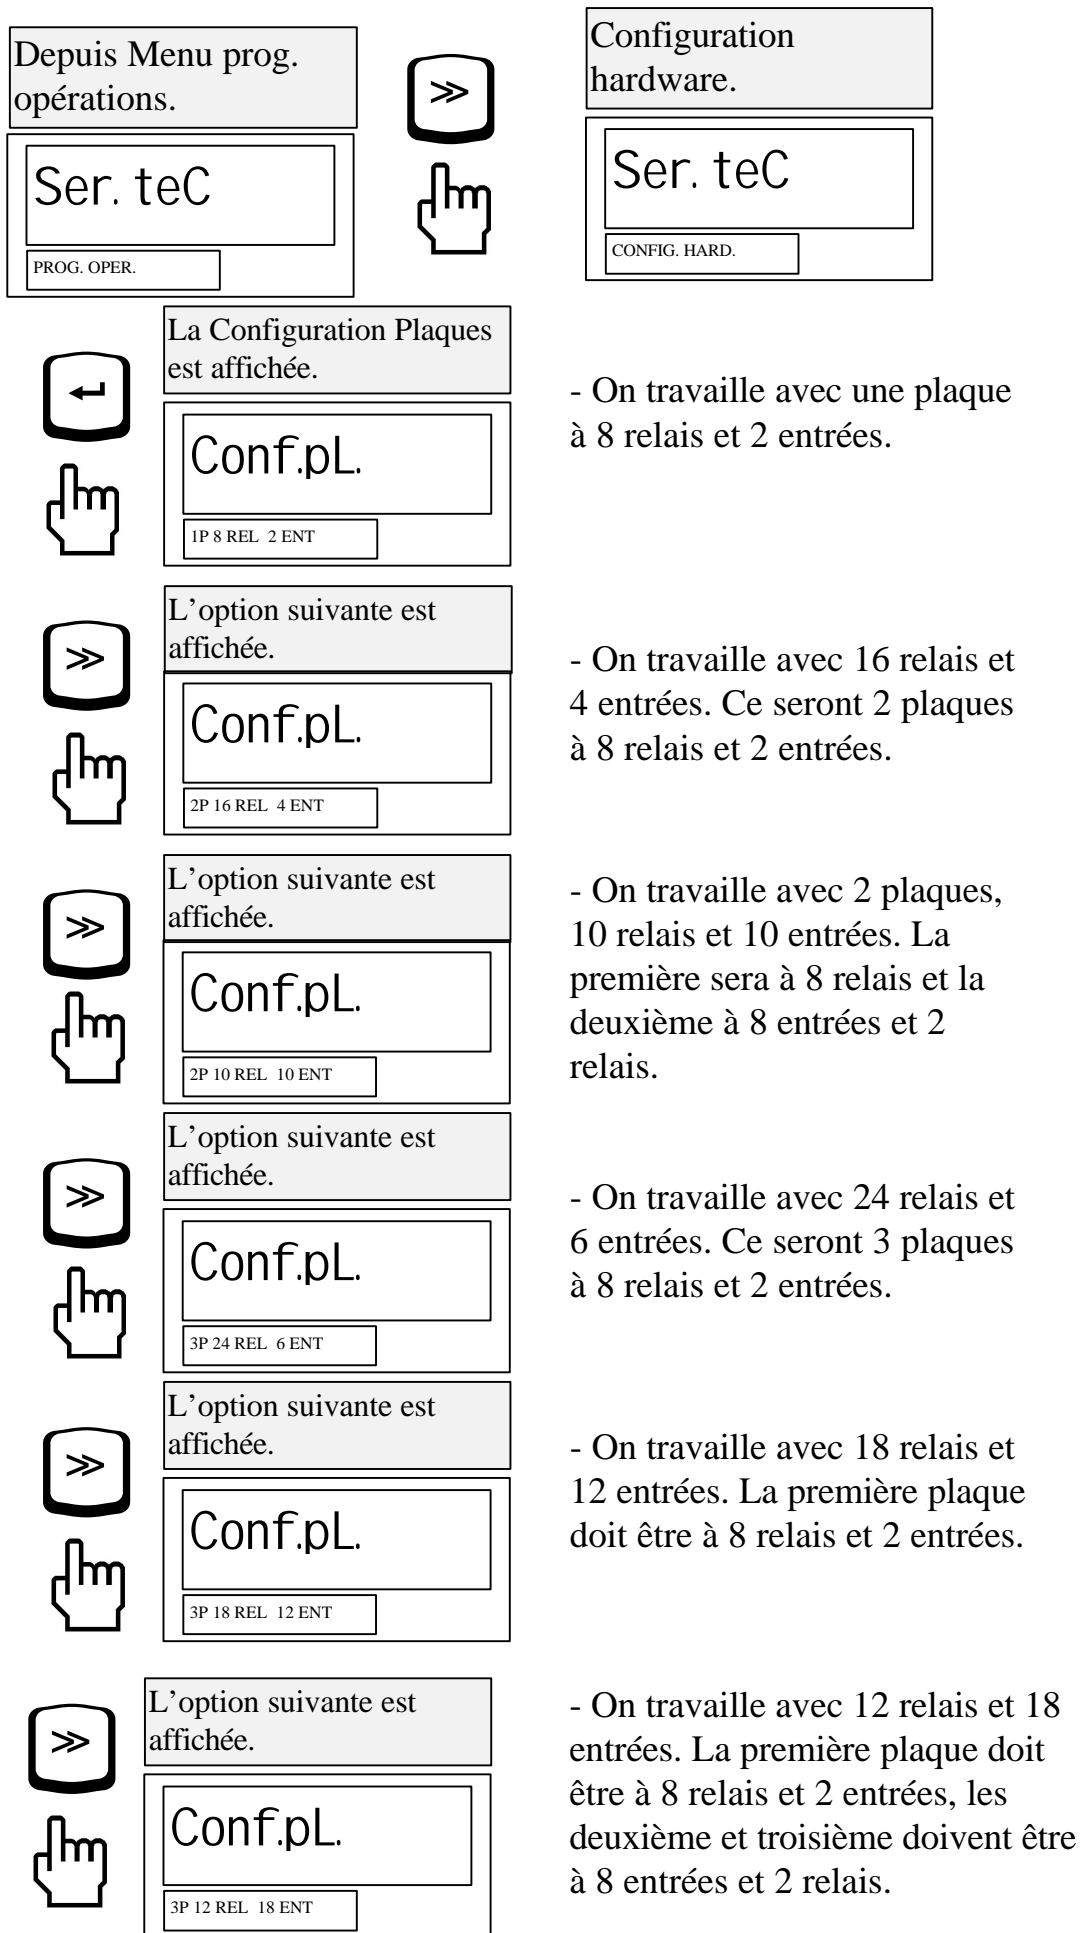 Depuis Menu prog.
opérations.
Ser. teC
PROG. OPER.
>>
Configuration
hardware.
Ser. teC
CONFIG. HARD.
La Configuration Plaques
est affichée.
Conf.pL.
1P 8 REL 2 ENT
- On travaille avec une plaque
à 8 relais et 2 entrées.
>>
L’option suivante est
affichée.
Conf.pL.
2P 16 REL 4 ENT
- On travaille avec 16 relais et
4 entrées. Ce seront 2 plaques
à 8 relais et 2 entrées.
>>
L’option suivante est
affichée.
Conf.pL.
2P 10 REL 10 ENT
- On travaille avec 2 plaques,
10 relais et 10 entrées. La
première sera à 8 relais et la
deuxième à 8 entrées et 2
relais.
>>
L’option suivante est
affichée.
Conf.pL.
3P 24 REL 6 ENT
- On travaille avec 24 relais et
6 entrées. Ce seront 3 plaques
à 8 relais et 2 entrées.
>>
L’option suivante est
affichée.
Conf.pL.
3P 18 REL 12 ENT
- On travaille avec 18 relais et
12 entrées. La première plaque
doit être à 8 relais et 2 entrées.
>>
L’option suivante est
affichée.
Conf.pL.
3P 12 REL 18 ENT
- On travaille avec 12 relais et 18
entrées. La première plaque doit
être à 8 relais et 2 entrées, les
deuxième et troisième doivent être
à 8 entrées et 2 relais.